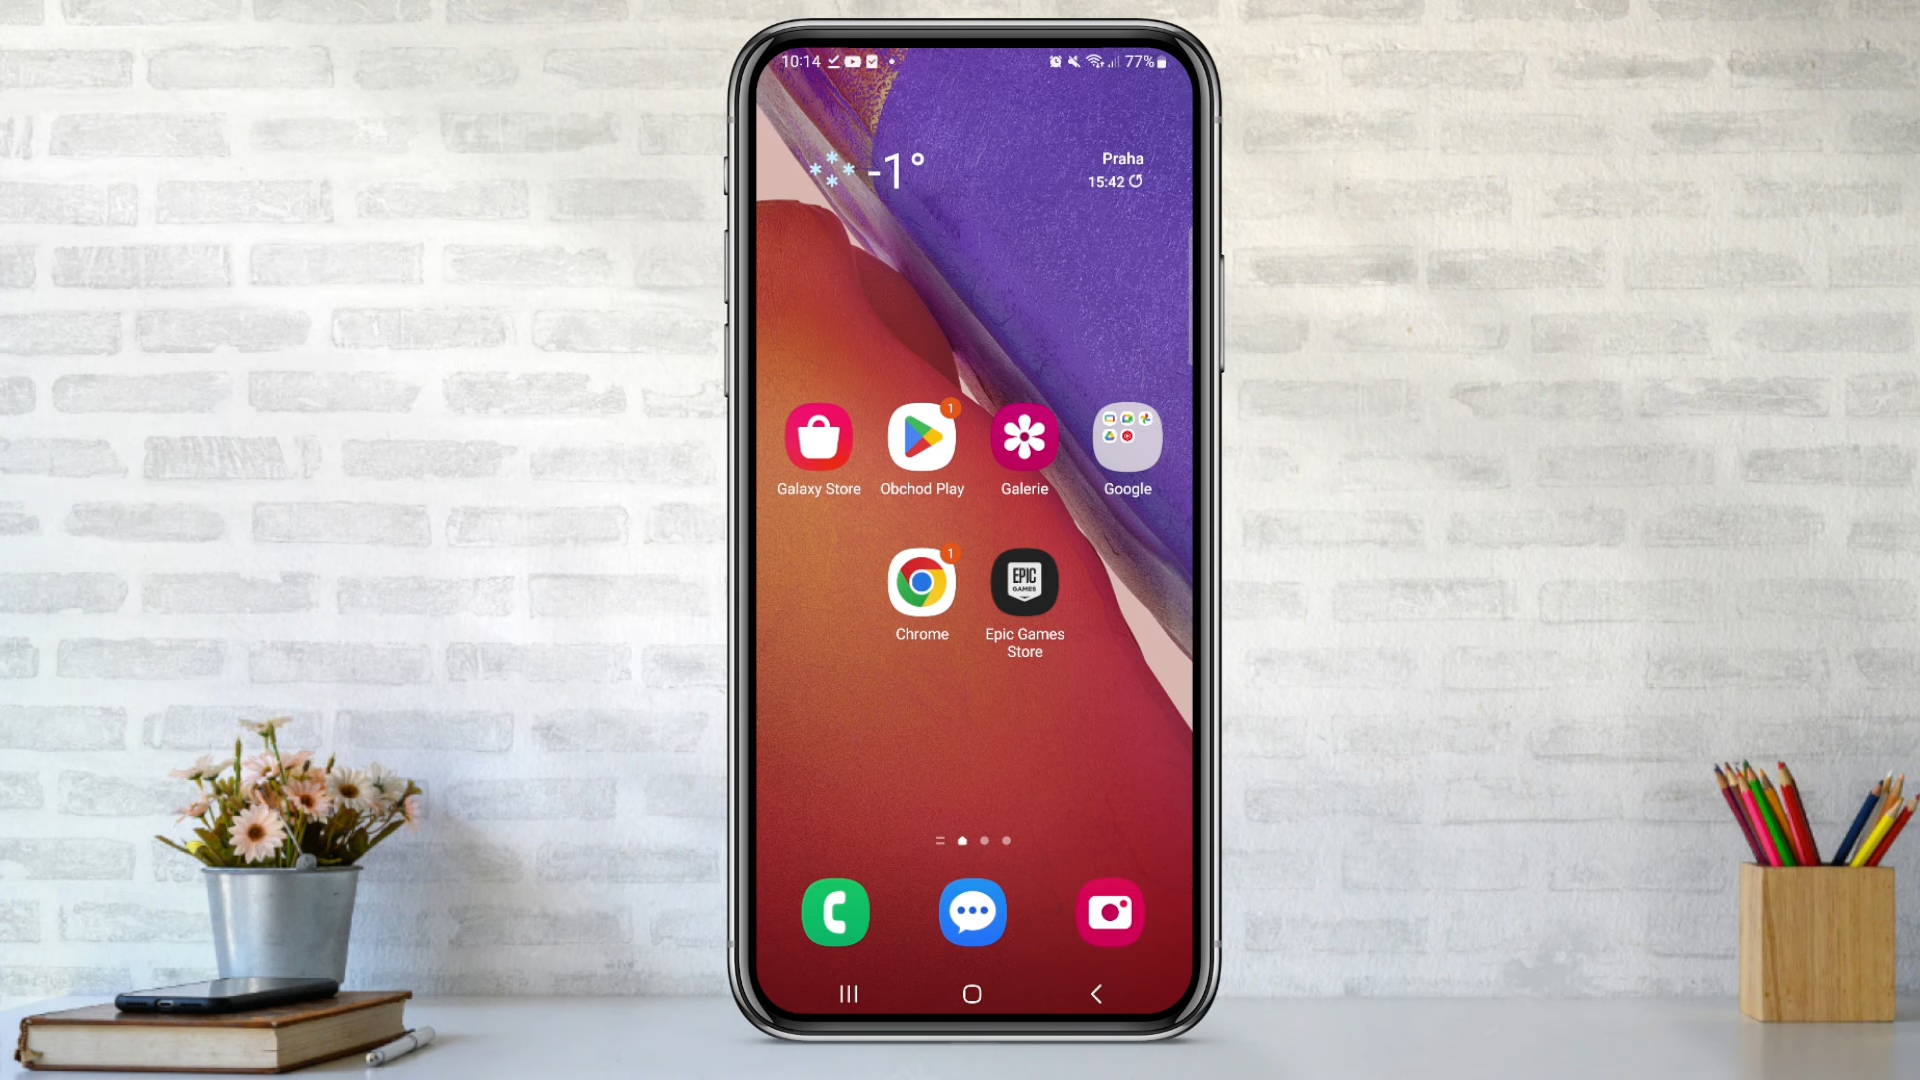 10:14
77%
-1°
Praha
15:42
1
Galaxy Store
Obchod Play
Galerie
Google
1
EPIC
GAMES
Chrome
Epic Games
Store